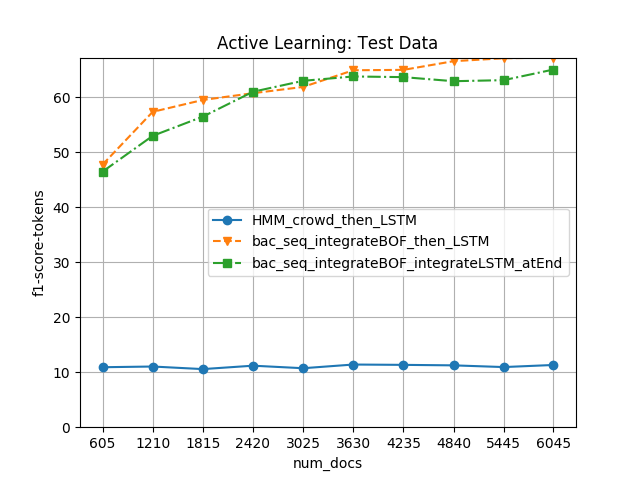 Active Learning: Test Data
f1-score-tokens
60
50
40
30
20
10
0
HMM_crowd_then_LSTM
bac_seq_integrateBOF_then_LSTM
bac_seq_integrateBOF_integrateLSTM_atEnd
605 1210 1815 2420 3025 3630 4235 4840 5445 6045
num_docs